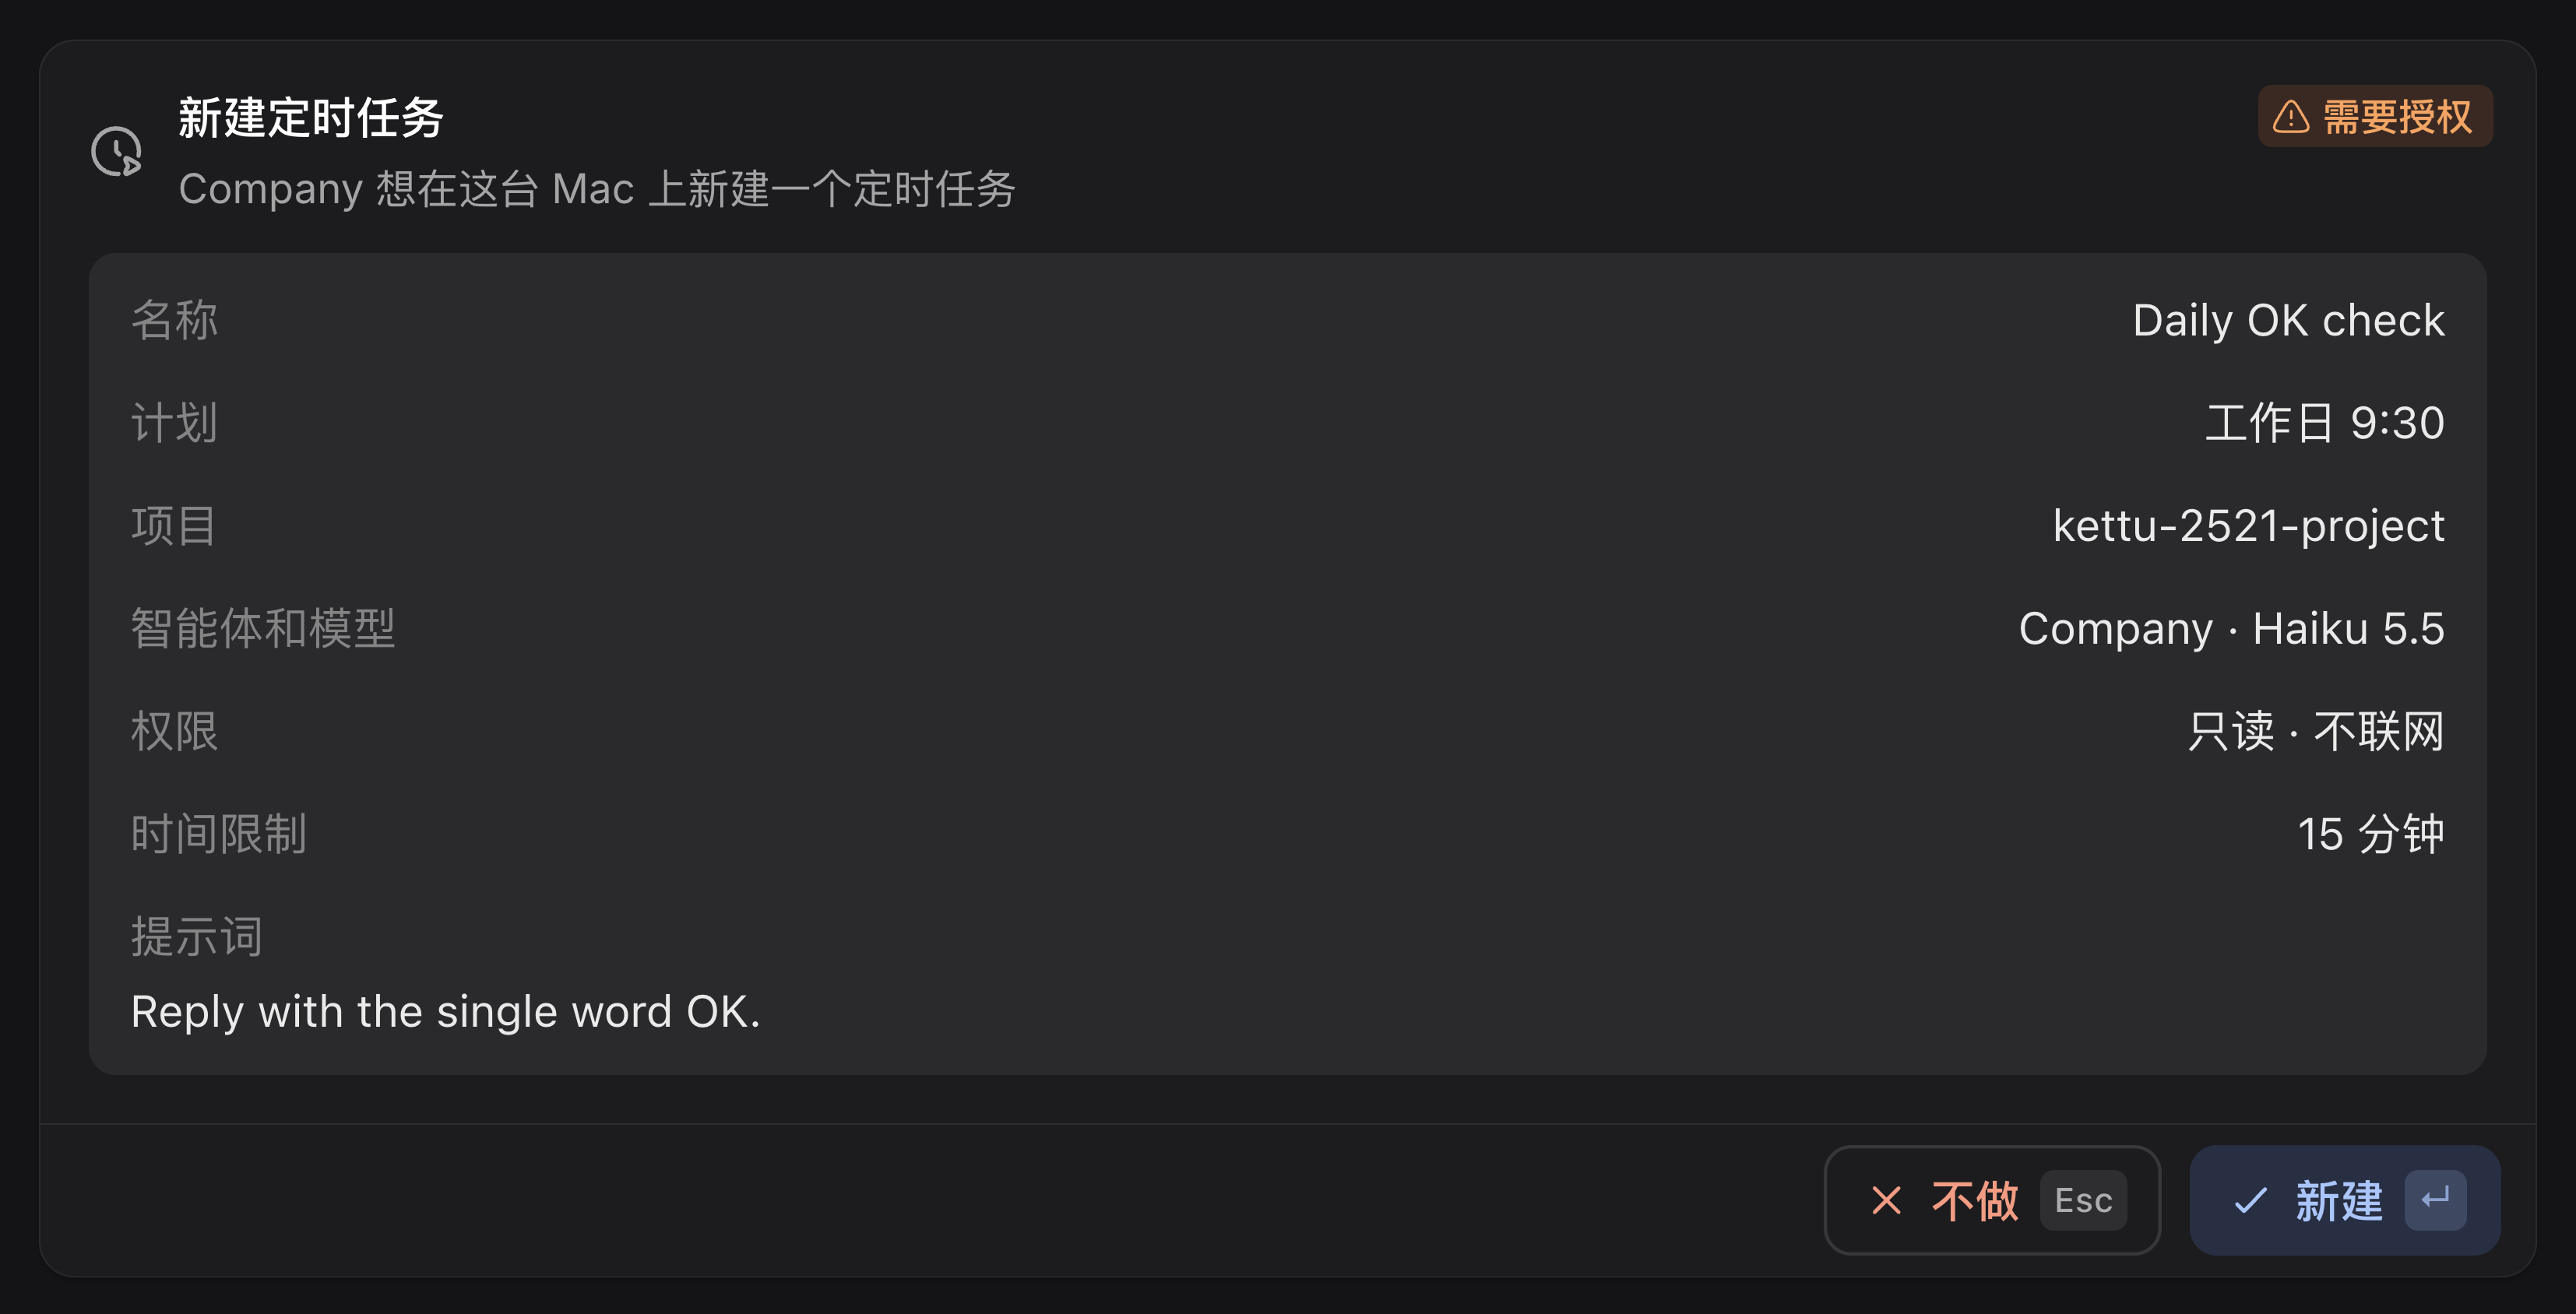 新建定时任务
需要授权
Company 想在这台 Mac 上新建一个定时任务
名称
Daily OK check
计划
工作日 9:30
项目
kettu-2521-project
智能体和模型
Company · Haiku 5.5
权限
只读 · 不联网
时间限制
15 分钟
提示词
Reply with the single word OK.
不做 Esc
新建